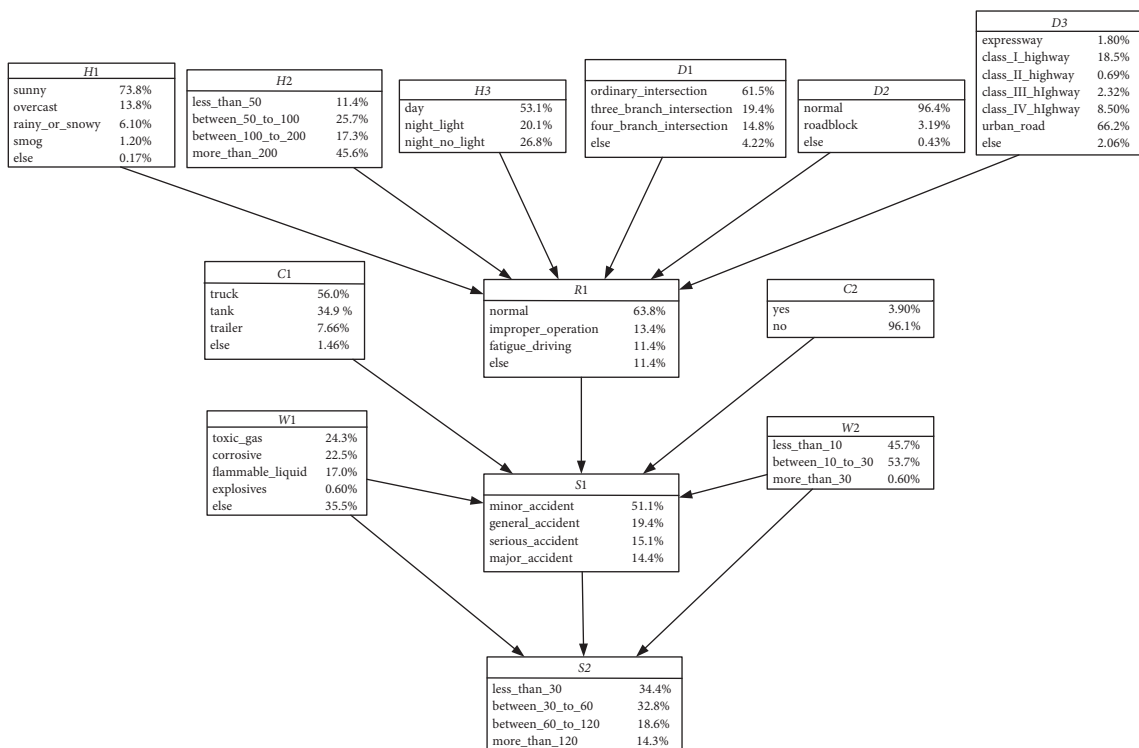 H1
sunny 73.8%
overcast 13.8%
rainy_or_snowy 6.10%
smog 1.20%
else 0.17%
H2
less_than_50 11.4%
between_50_to_100 25.7%
between_100_to_200 17.3%
more_than_200 45.6%
H3
day 53.1%
night_light 20.1%
night_no_light 26.8%
D1
ordinary_intersection 61.5%
three_branch_intersection 19.4%
four_branch_intersection 14.8%
else 4.22%
D2
normal 96.4%
roadblock 3.19%
else 0.43%
D3
expressway 1.80%
class_I_highway 18.5%
class_II_highway 0.69%
class_III_hIghway 2.32%
class_IV_hIghway 8.50%
urban_road 66.2%
else 2.06%
C1
truck 56.0%
tank 34.9 %
trailer 7.66%
else 1.46%
R1
normal 63.8%
improper_operation 13.4%
fatigue_driving 11.4%
else 11.4%
C2
yes 3.90%
no 96.1%
W1
toxic_gas 24.3%
corrosive 22.5%
flammable_liquid 17.0%
explosives 0.60%
else 35.5%
S1
minor_accident 51.1%
general_accident 19.4%
serious_accident 15.1%
major_accident 14.4%
W2
less_than_10 45.7%
between_10_to_30 53.7%
more_than_30 0.60%
S2
less_than_30 34.4%
between_30_to_60 32.8%
between_60_to_120 18.6%
more_than_120 14.3%